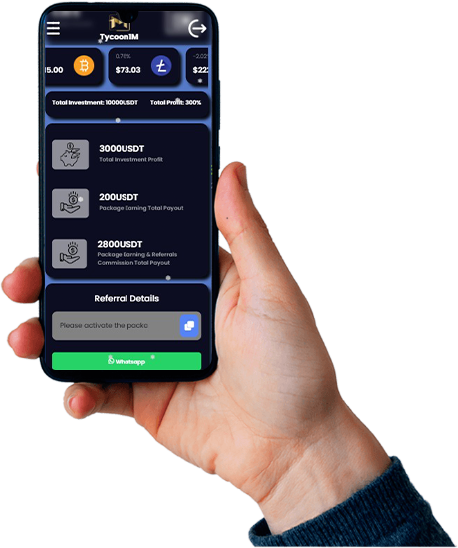 Tycoon1M
0.76%
-2.02
15.00
$73.03
$22
Total Investment: 10000USDT
Total Profit: 300%
3000USDT
Total Investment Profit
200USDT
Package Earning Total Payout
2800USDT
Package Earning & Referrals
Commission Total Payout
Referral Details
Please activate the packa
Whatsapp